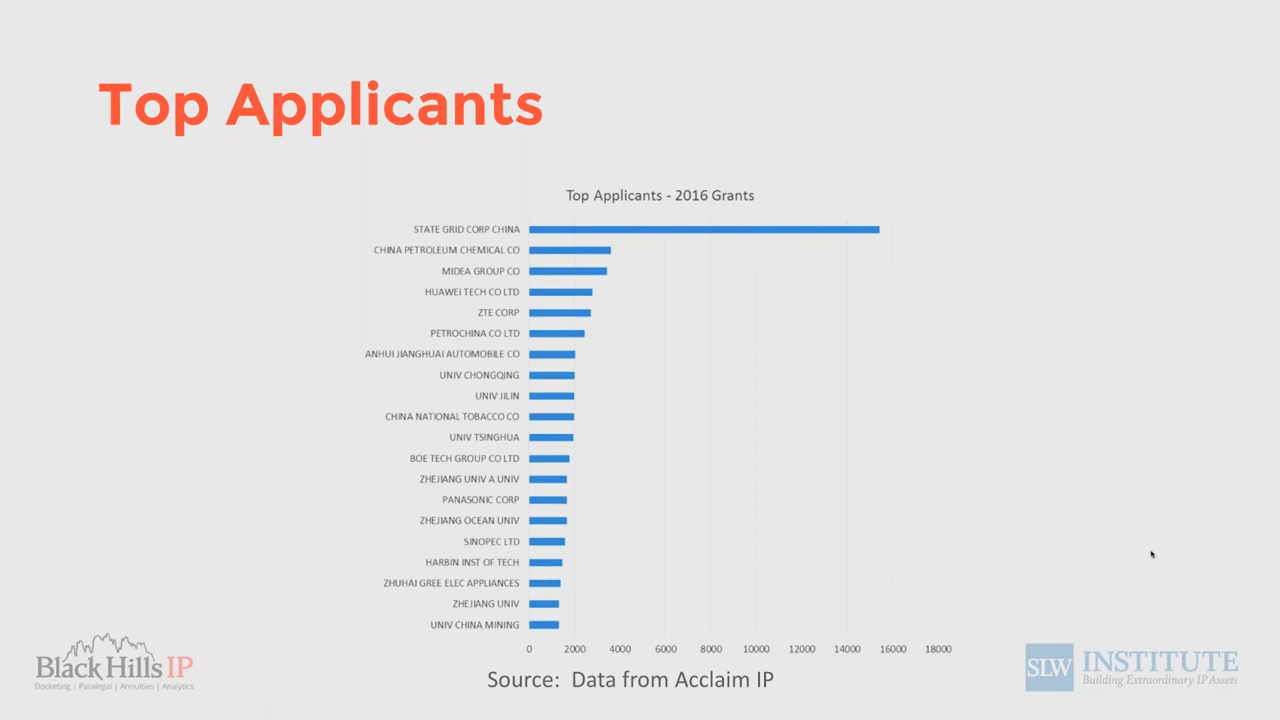 Top Applicants
Top Applicants - 2016 Grants
STATE GRID CORP CHINA
CHINA PETROLEUM CHEMICAL CO
MIDEA GROUP CO
HUAWEI TECH CO LTD
ZTE CORP
PETROCHINA CO LTD
ANHUI JIANGHUAI AUTOMOBILE CO
UNIV CHONGQING
UNIV JILIN
CHINA NATIONAL TOBACCO CO
UNIV TSINGHUA
BOE TECH GROUP CO LTD
ZHEJIANG UNIV A UNIV
PANASONIC CORP
ZHEJIANG OCEAN UNIV
SINOPEC LTD
HARBIN INST OF TECH
ZHUHAI GREE ELEC APPLIANCES
ZHEJIANG UNIV
UNIV CHINA MINING
0 2000 4000 6000 8000 10000 12000 14000 16000 18000
Source: Data from Acclaim IP
Black Hills IP
Docketing | Paralegal | Annuities | Analytics
SLW INSTITUTE
Building Extraordinary IP Assets